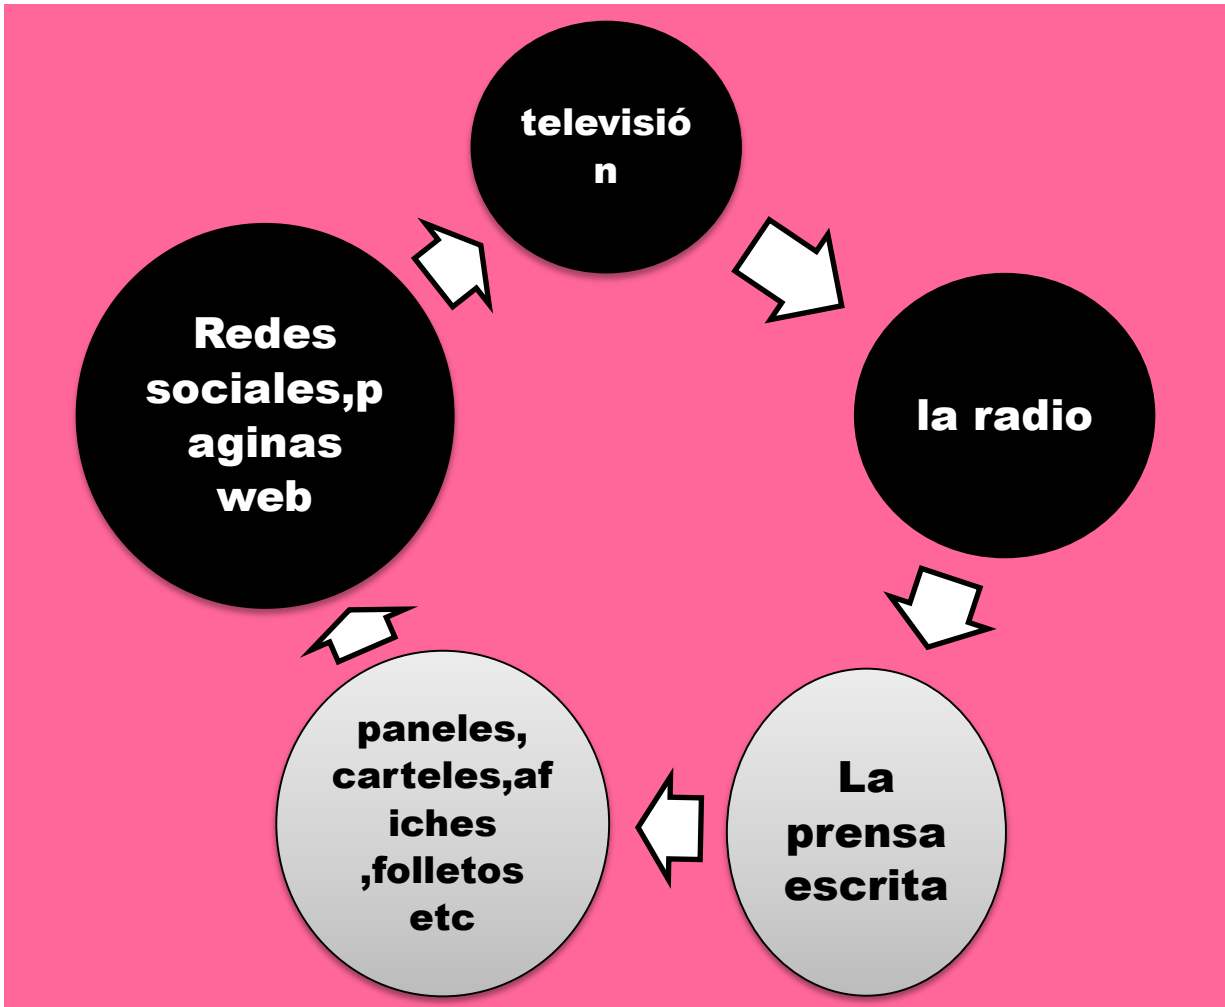 televisió
n
la radio
La
prensa
escrita
paneles,
carteles,af
iches
,folletos
etc
Redes
sociales,p
aginas
web